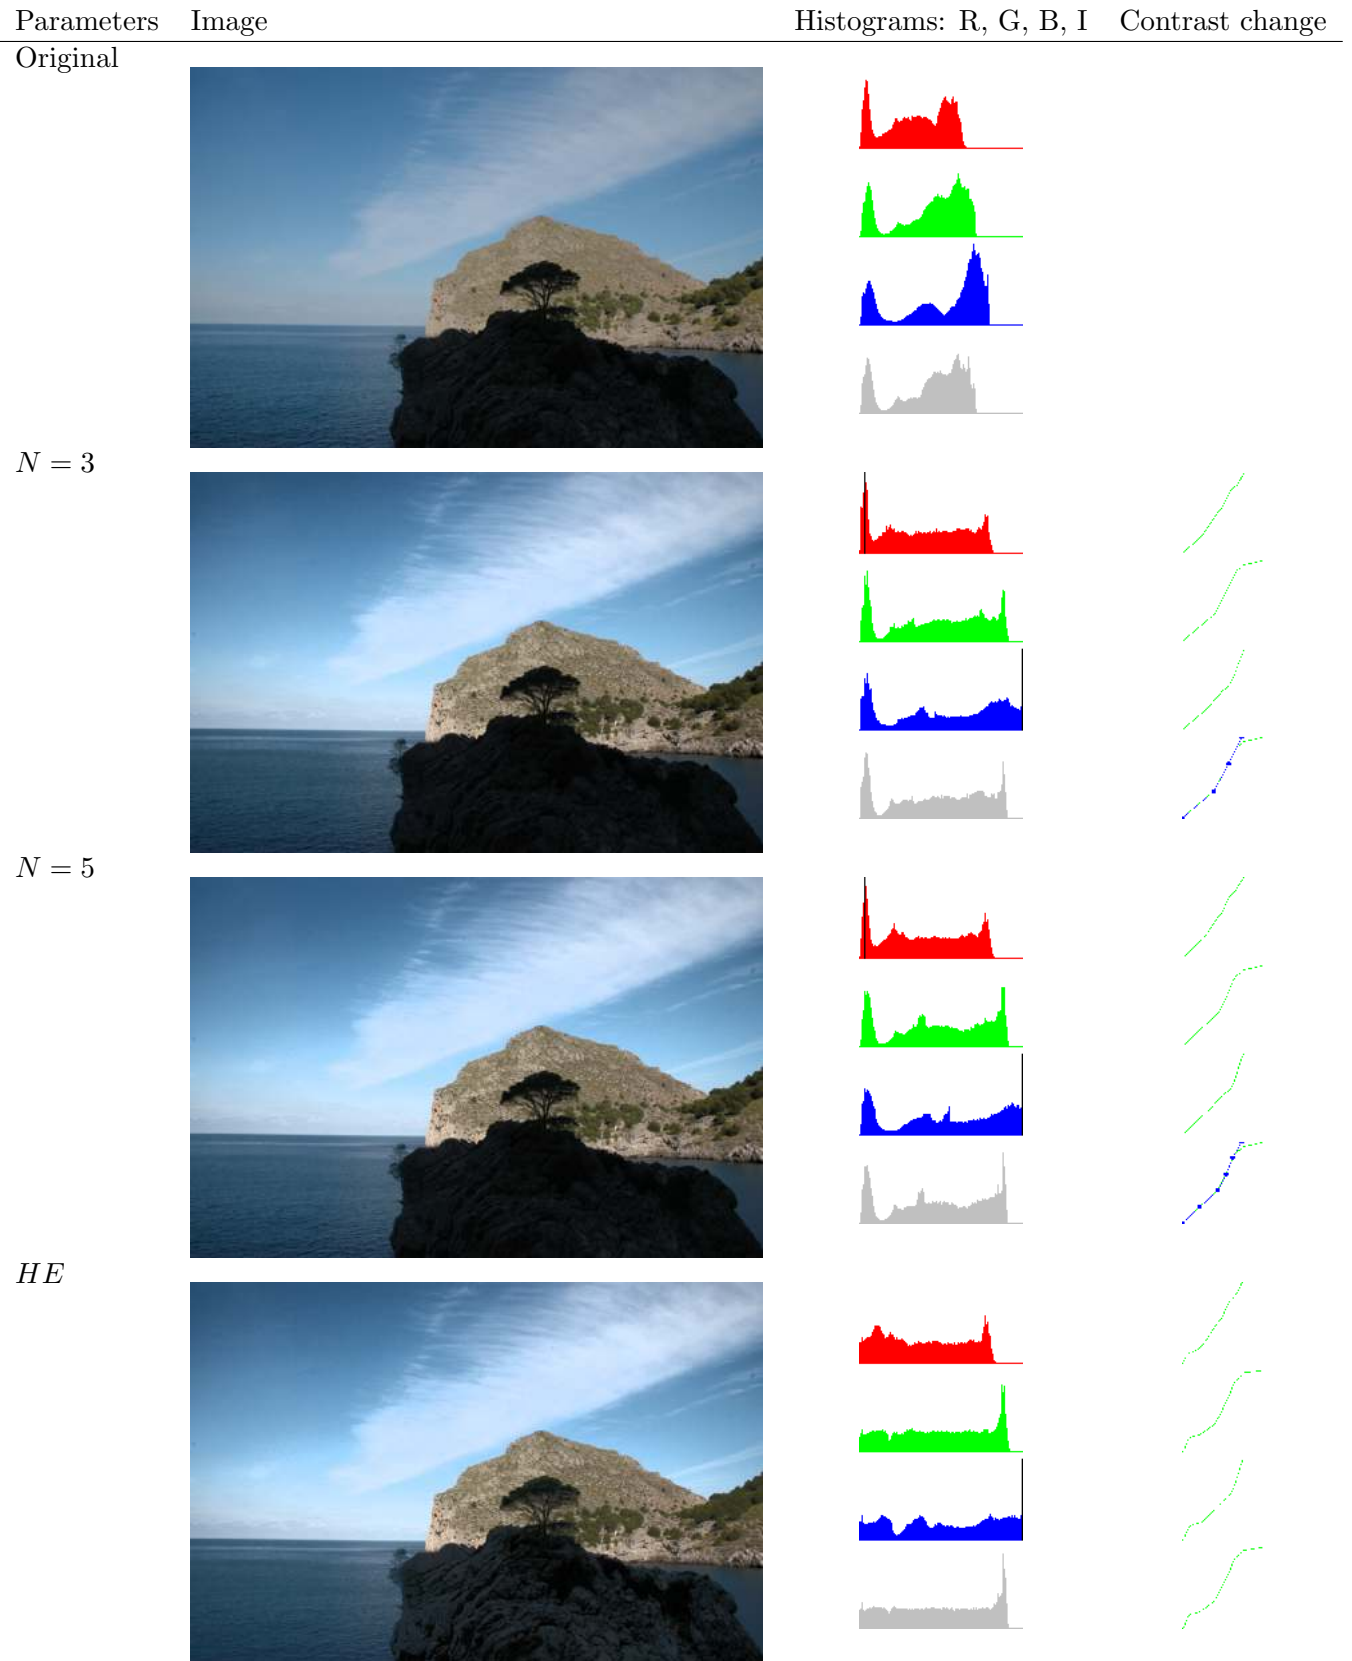 Parameters Image Histograms: R, G, B, I Contrast change
Original
N = 3
N = 5
HE